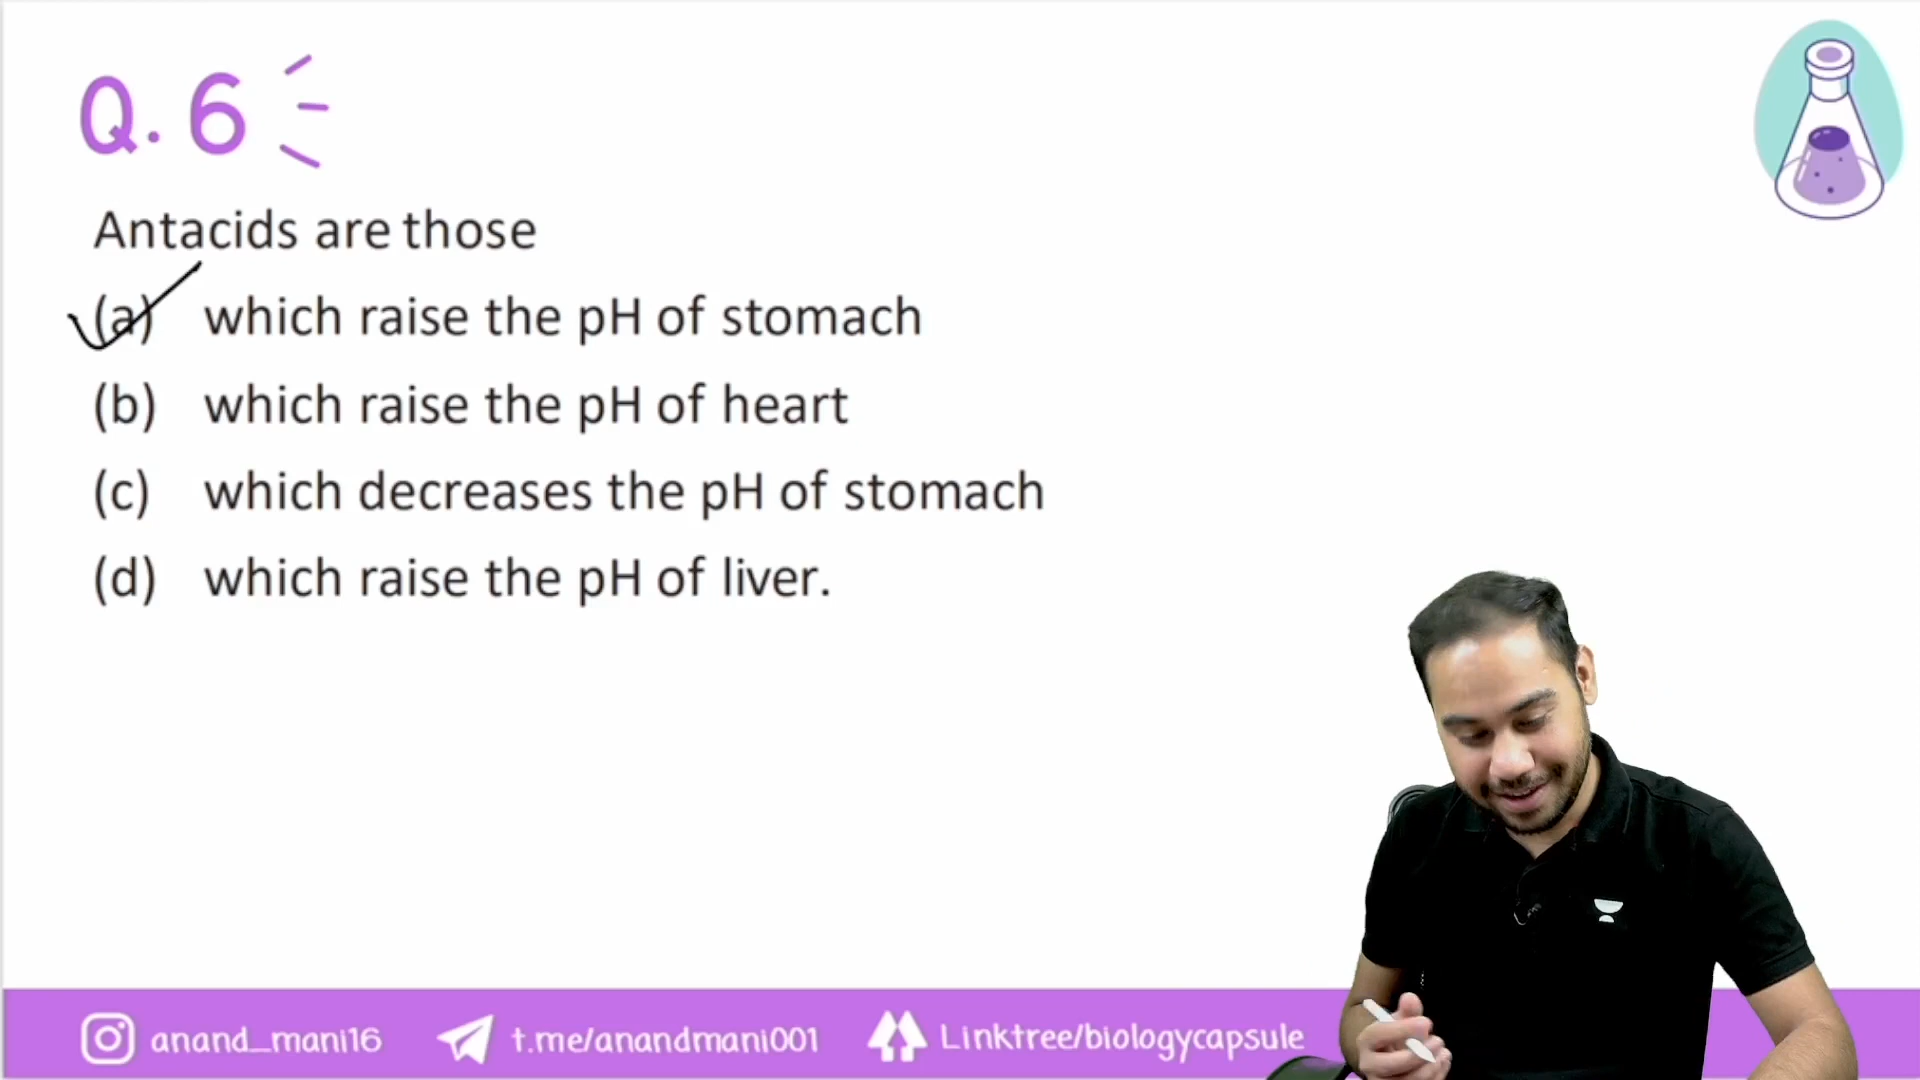 Q. 6
Antacids are those
(a) which raise the pH of stomach
(b) which raise the pH of heart
(c) which decreases the pH of stomach
(d) which raise the pH of liver.
anand_mani16 t.me/anandmani001 Linktree/biologycapsule